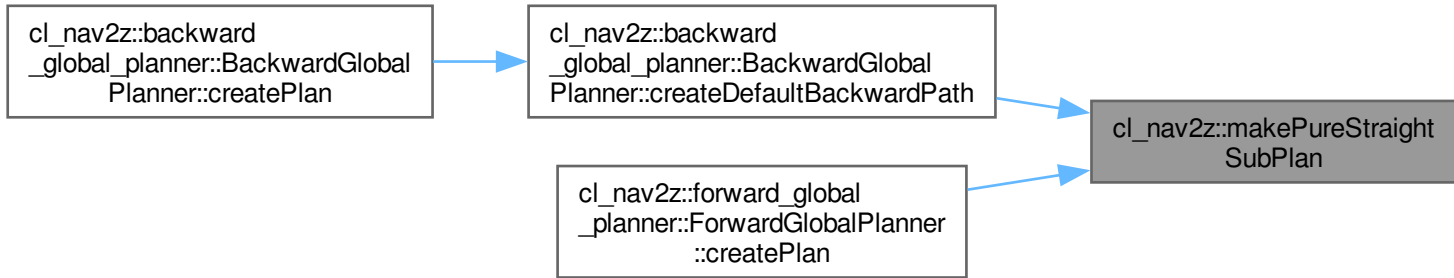 cl_nav2z::backward
_global_planner::BackwardGlobal
Planner::createPlan
cl_nav2z::backward
_global_planner::BackwardGlobal
Planner::createDefaultBackwardPath
cl_nav2z::makePureStraight
SubPlan
cl_nav2z::forward_global
_planner::ForwardGlobalPlanner
::createPlan